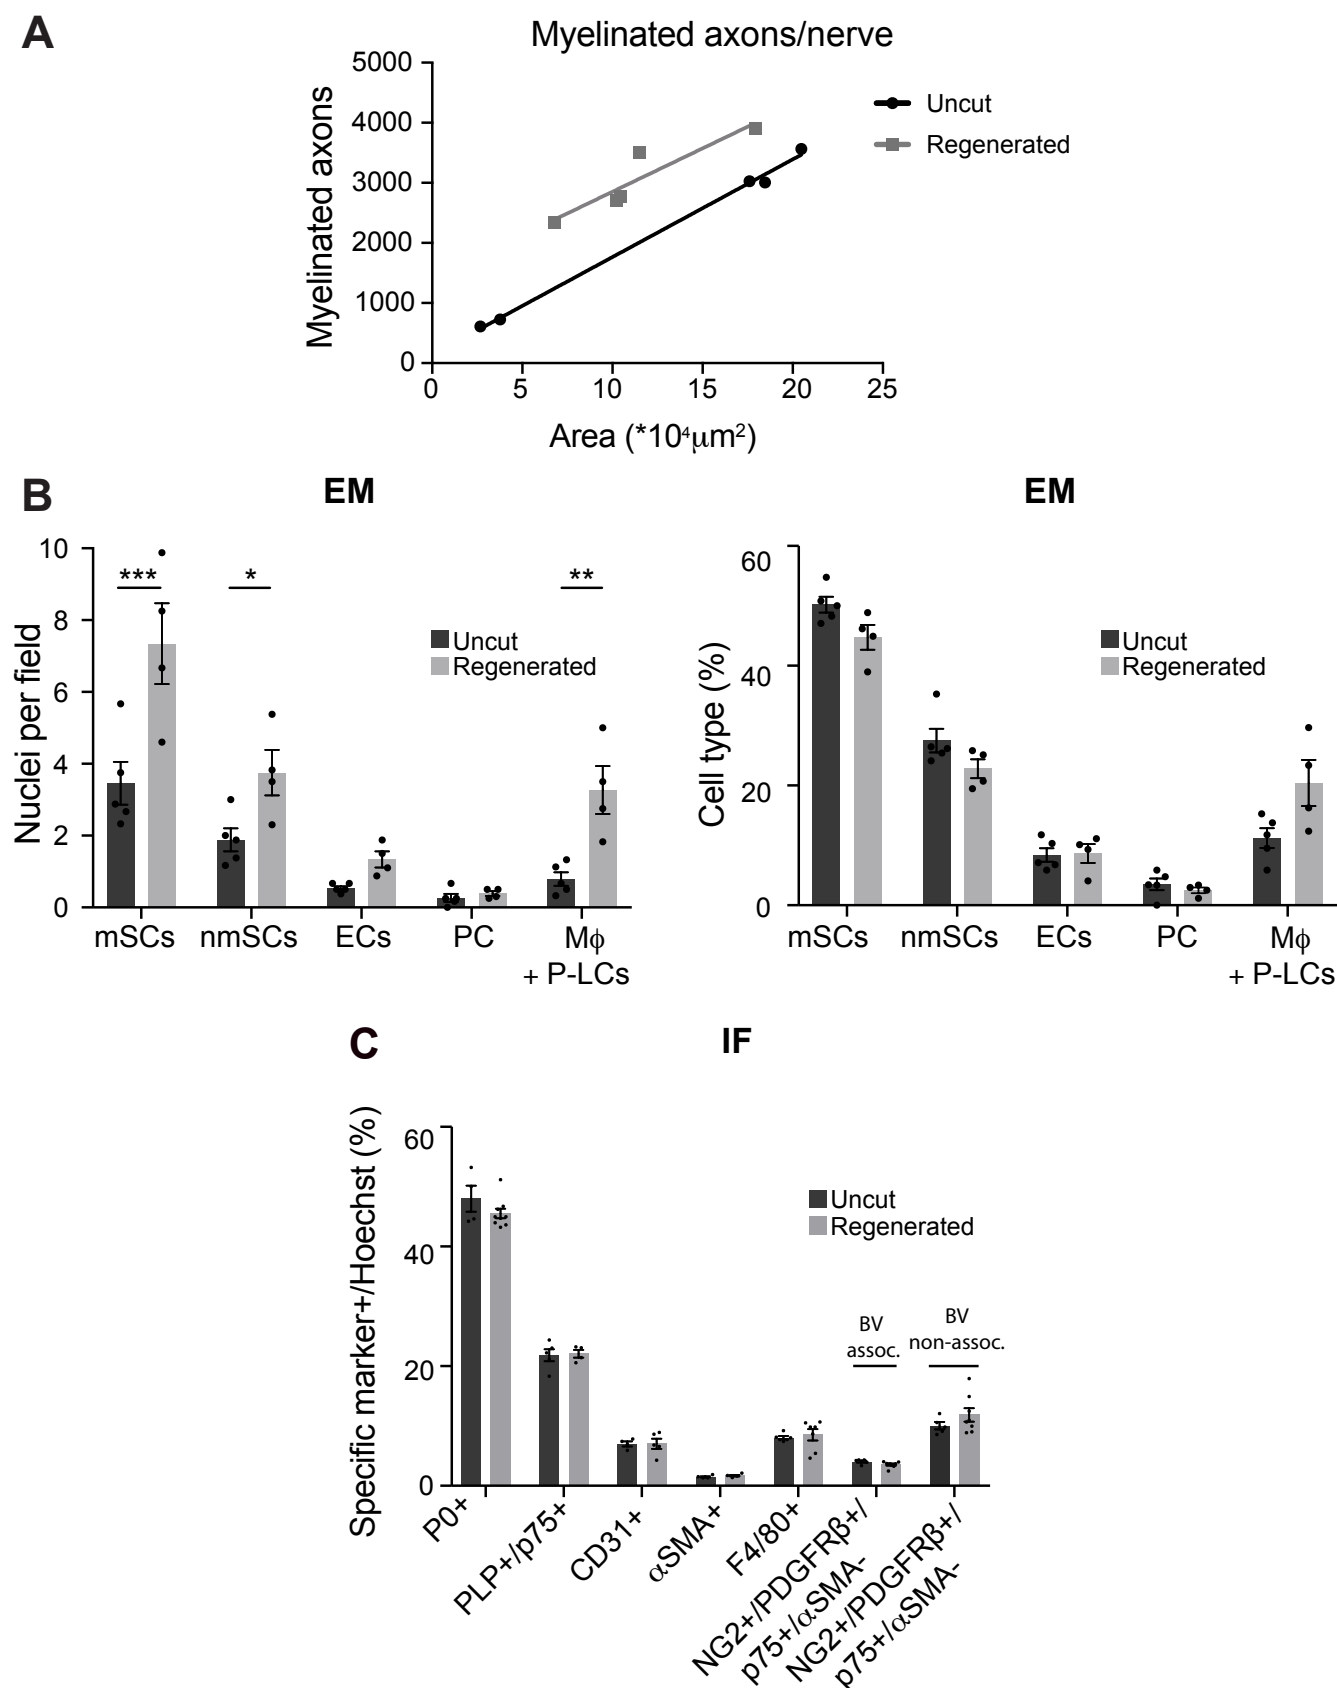 A
Myelinated axons/nerve
Myelinated axons
5000
4000
3000
2000
1000
0
0 5 10 15 20 25
Area (*10⁴μm²)
Uncut
Regenerated
B
EM
Nuclei per field
10
8
6
4
2
0
***
*
**
Uncut
Regenerated
mSCs nmSCs ECs PC Mϕ
+ P-LCs
EM
Cell type (%)
60
40
20
0
Uncut
Regenerated
mSCs nmSCs ECs PC Mϕ
+ P-LCs
C
IF
Specific marker+/Hoechst (%)
60
40
20
0
Uncut
Regenerated
BV
assoc.
BV
non-assoc.
P0+
PLP+/p75+
CD31+
αSMA+
F4/80+
NG2+/PDGFRβ+/
p75+/αSMA-
NG2+/PDGFRβ+/
p75+/αSMA-